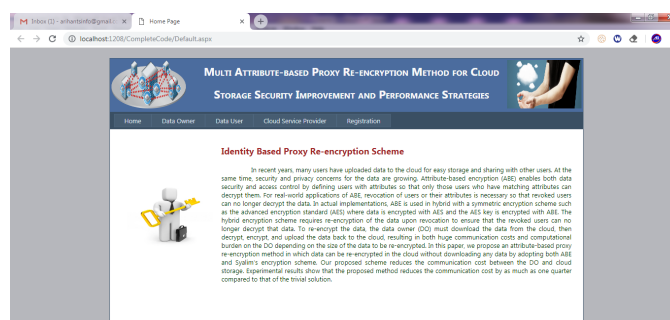 Inbox (1) - arihantsinfo@gmail.c
Home Page
localhost:1208/CompleteCode/Default.aspx
Multi Attribute-based Proxy Re-encryption Method for Cloud
Storage Security Improvement and Performance Strategies
Home Data Owner Data User Cloud Service Provider Registration
Identity Based Proxy Re-encryption Scheme
In recent years, many users have uploaded data to the cloud for easy storage and sharing with other users. At the
same time, security and privacy concerns for the data are growing. Attribute-based encryption (ABE) enables both data
security and access control by defining users with attributes so that only those users who have matching attributes can
decrypt them. For real-world applications of ABE, revocation of users or their attributes is necessary so that revoked users
can no longer decrypt the data. In actual implementations, ABE is used in hybrid with a symmetric encryption scheme such
as the advanced encryption standard (AES) where data is encrypted with AES and the AES key is encrypted with ABE. The
hybrid encryption scheme requires re-encryption of the data upon revocation to ensure that the revoked users can no
longer decrypt that data. To re-encrypt the data, the data owner (DO) must download the data from the cloud, then
decrypt, encrypt, and upload the data back to the cloud, resulting in both huge communication costs and computational
burden on the DO depending on the size of the data to be re-encrypted. In this paper, we propose an attribute-based proxy
re-encryption method in which data can be re-encrypted in the cloud without downloading any data by adopting both ABE
and Syalim's encryption scheme. Our proposed scheme reduces the communication cost between the DO and cloud
storage. Experimental results show that the proposed method reduces the communication cost by as much as one quarter
compared to that of the trivial solution.